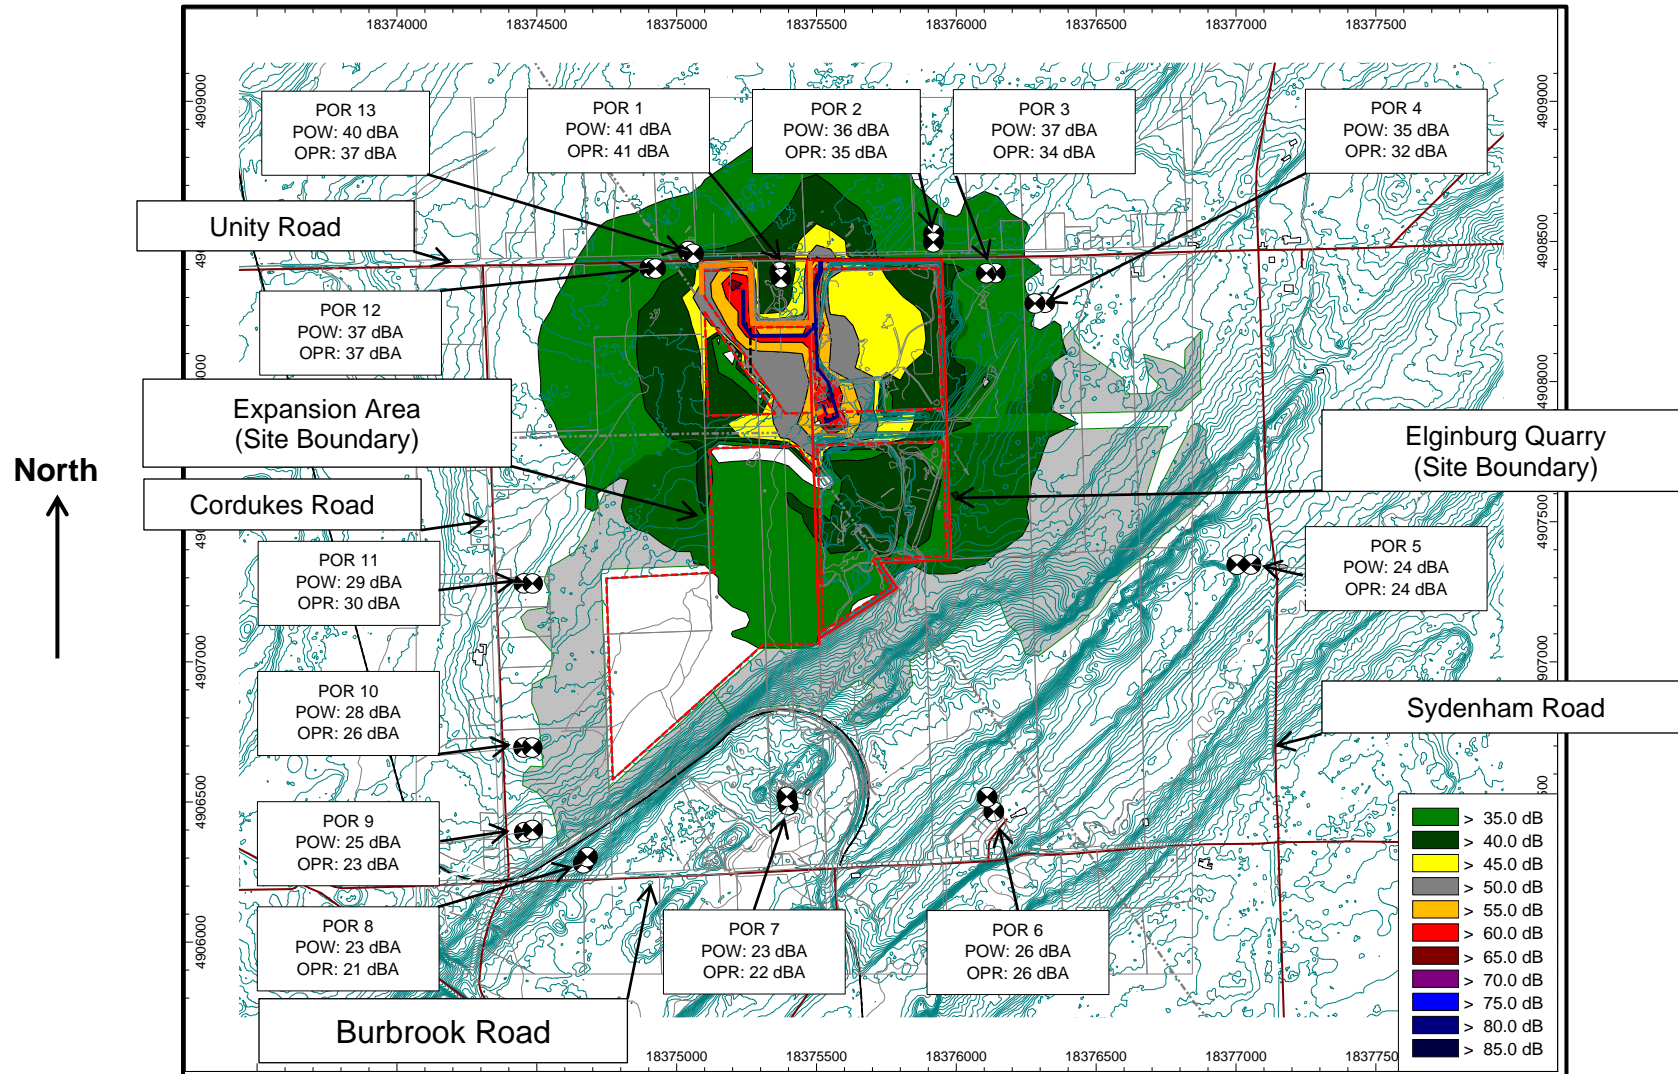 18374000
18374500
18375000
18375500
18376000
18376500
18377000
18377500
4909000
4909000
POR 13
POW: 40 dBA
OPR: 37 dBA
POR 1
POW: 41 dBA
OPR: 41 dBA
POR 2
POW: 36 dBA
OPR: 35 dBA
POR 3
POW: 37 dBA
OPR: 34 dBA
POR 4
POW: 35 dBA
OPR: 32 dBA
Unity Road
4908500
POR 12
POW: 37 dBA
OPR: 37 dBA
4908000
Expansion Area
(Site Boundary)
Elginburg Quarry
(Site Boundary)
North
Cordukes Road
4907500
POR 11
POW: 29 dBA
OPR: 30 dBA
POR 5
POW: 24 dBA
OPR: 24 dBA
4907000
4907000
POR 10
POW: 28 dBA
OPR: 26 dBA
Sydenham Road
4906500
POR 9
POW: 25 dBA
OPR: 23 dBA
POR 8
POW: 23 dBA
OPR: 21 dBA
4906000
POR 7
POW: 23 dBA
OPR: 22 dBA
POR 6
POW: 26 dBA
OPR: 26 dBA
Burbrook Road
> 35.0 dB
> 40.0 dB
> 45.0 dB
> 50.0 dB
> 55.0 dB
> 60.0 dB
> 65.0 dB
> 70.0 dB
> 75.0 dB
> 80.0 dB
> 85.0 dB
18374000
18375000
18375500
18376000
18376500
18377000